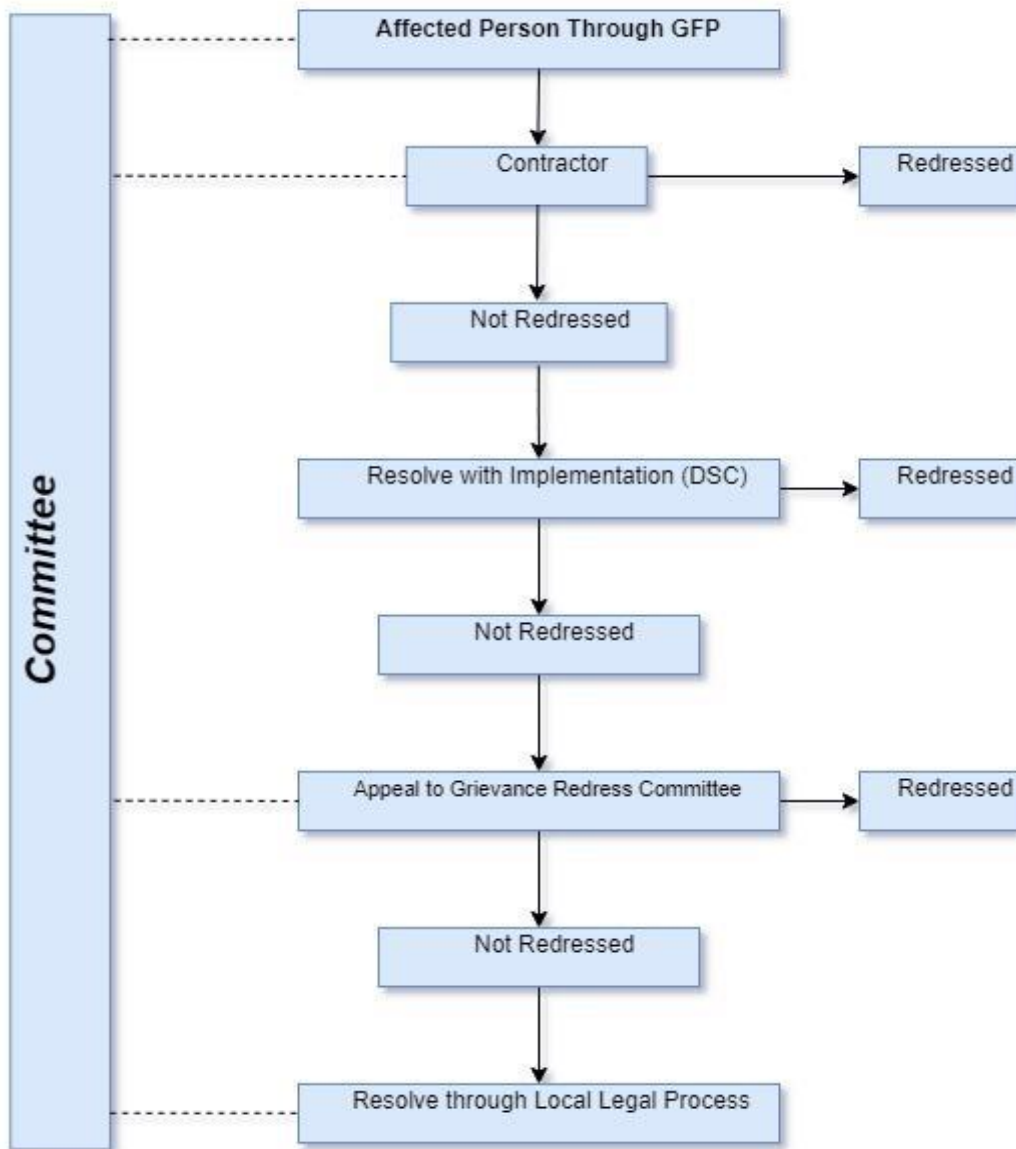 Affected Person Through GFP
Contractor
Redressed
Not Redressed
Resolve with Implementation (DSC)
Redressed
Not Redressed
Appeal to Grievance Redress Committee
Redressed
Not Redressed
Resolve through Local Legal Process
Committee